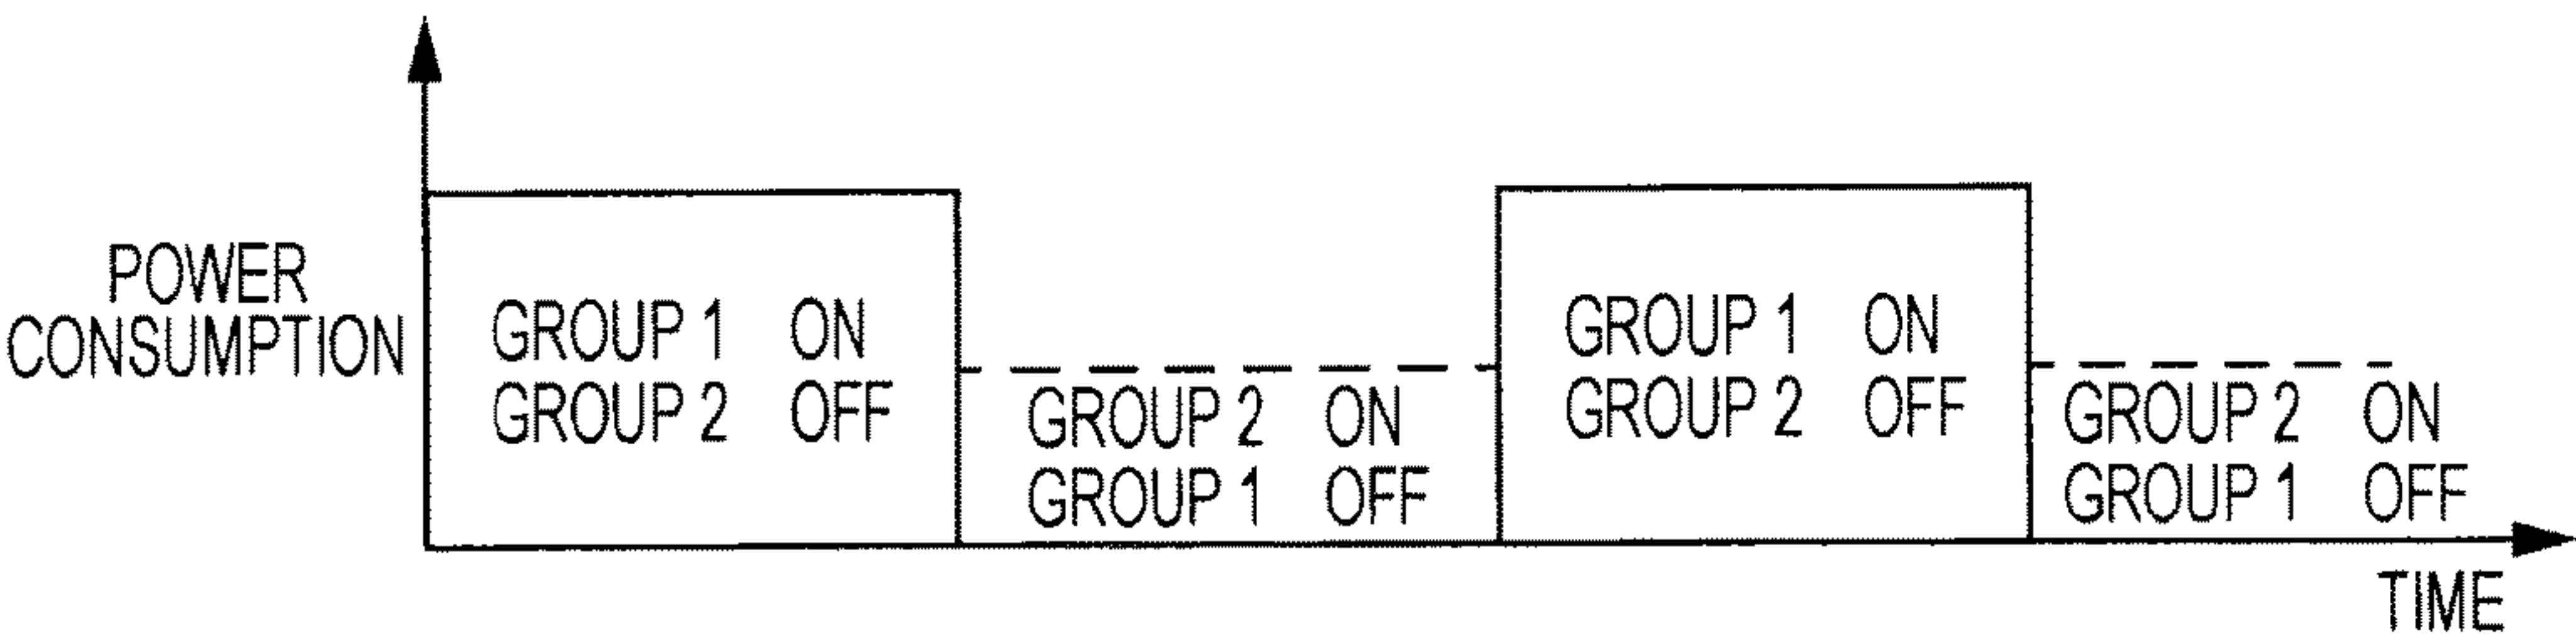 POWER
CONSUMPTION
GROUP 1 ON
GROUP 2 OFF
GROUP 2 ON
GROUP 1 OFF
GROUP 1 ON
GROUP 2 OFF
GROUP 2 ON
GROUP 1 OFF
TIME